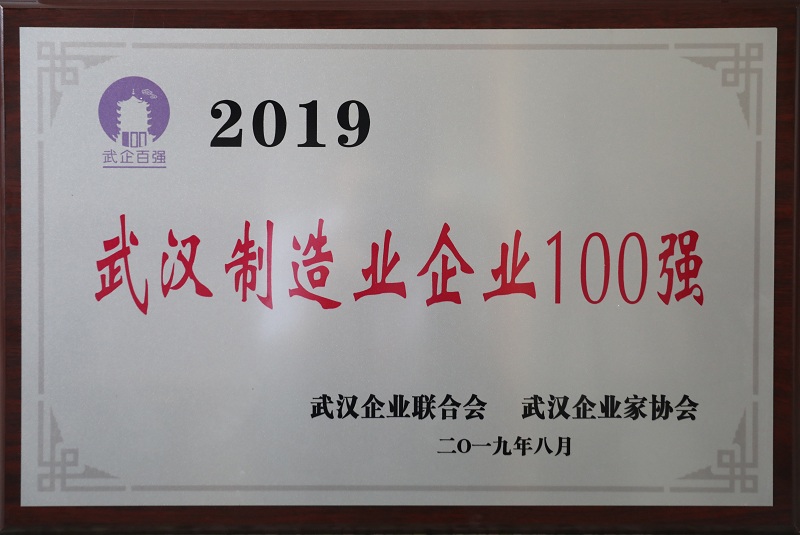 武企百强
2019
武汉制造业企业100强
武汉企业联合会 武汉企业家协会
二〇一九年八月